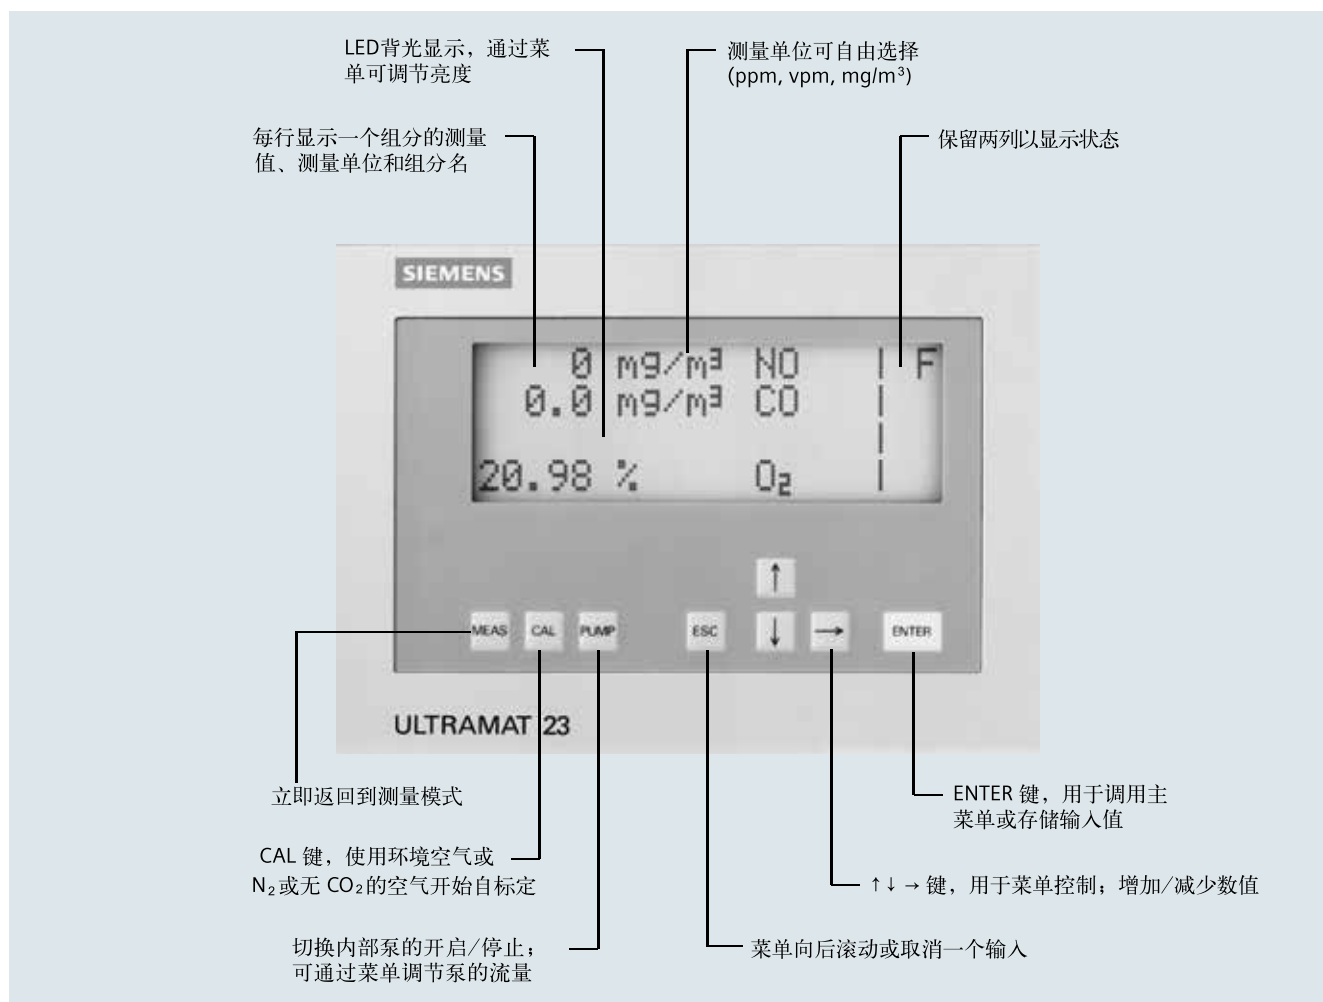 LED背光显示，通过菜
单可调节亮度
测量单位可自由选择
(ppm, vpm, mg/m³)
每行显示一个组分的测量
值、测量单位和组分名
保留两列以显示状态
SIEMENS
0 mg/m³ NO | F
0.0 mg/m³ CO |
|
20.98 % O₂ |
↑
MEAS CAL PUMP ESC ↓ → ENTER
ULTRAMAT 23
立即返回到测量模式
ENTER 键，用于调用主
菜单或存储输入值
CAL 键，使用环境空气或
N₂或无 CO₂的空气开始自标定
↑↓→键，用于菜单控制；增加/减少数值
切换内部泵的开启/停止；
可通过菜单调节泵的流量
菜单向后滚动或取消一个输入